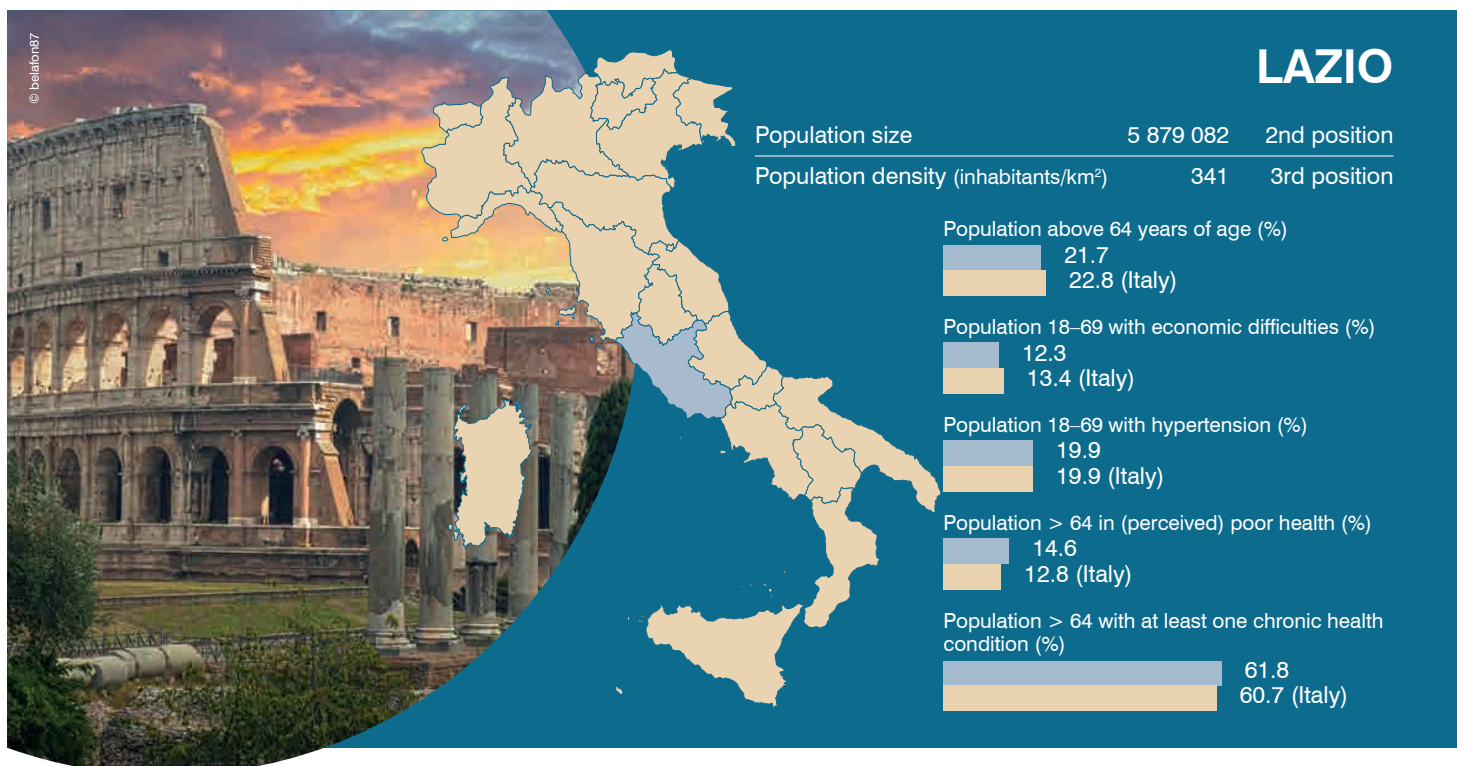 © belafon87
LAZIO
Population size 5 879 082 2nd position
Population density (inhabitants/km²) 341 3rd position
Population above 64 years of age (%)
21.7
22.8 (Italy)
Population 18–69 with economic difficulties (%)
12.3
13.4 (Italy)
Population 18–69 with hypertension (%)
19.9
19.9 (Italy)
Population > 64 in (perceived) poor health (%)
14.6
12.8 (Italy)
Population > 64 with at least one chronic health
condition (%)
61.8
60.7 (Italy)